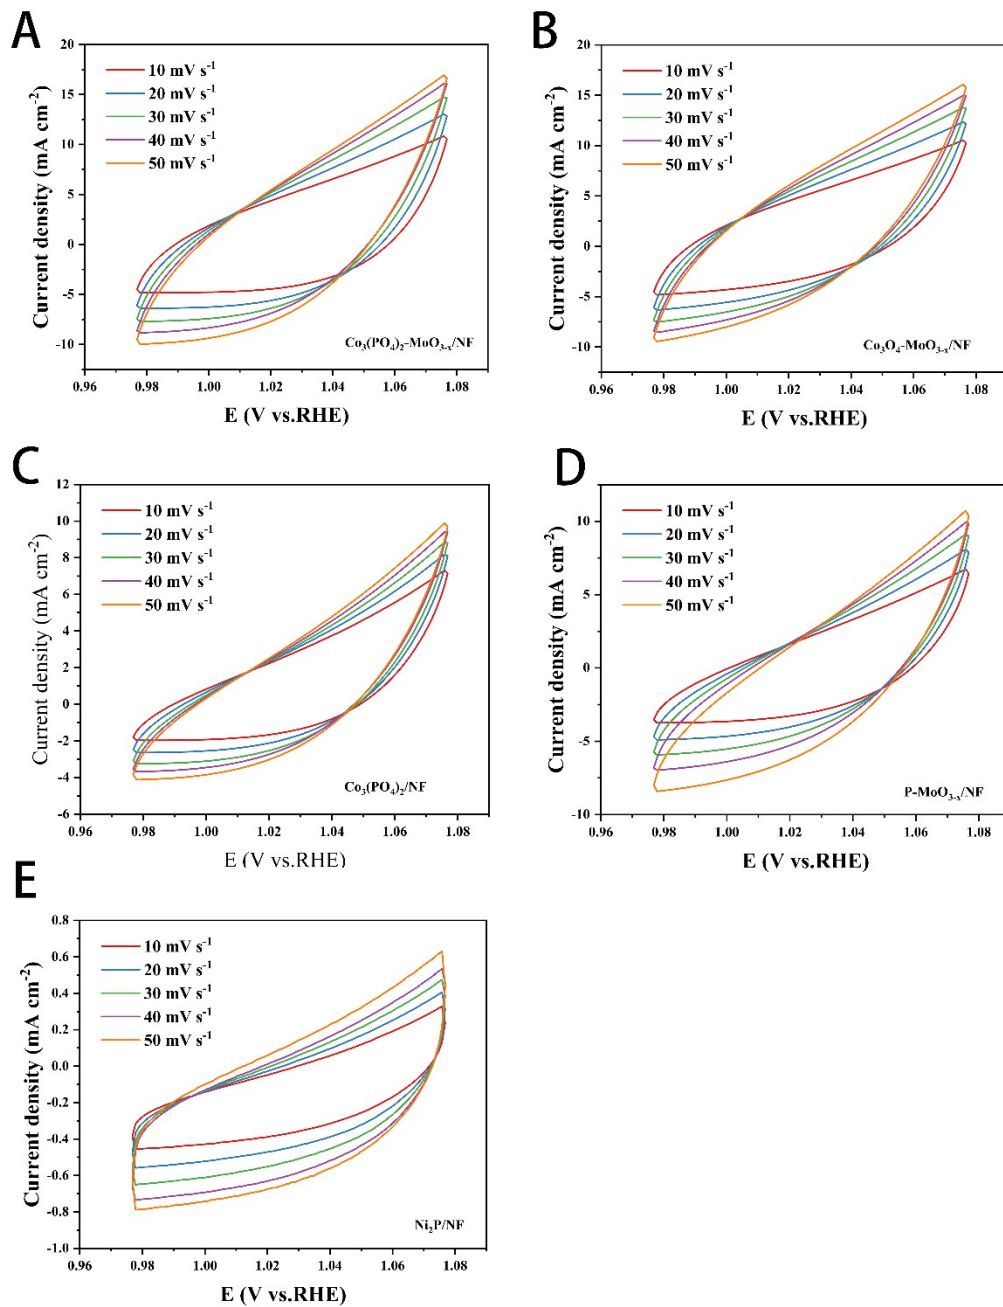 A
20
15
10
5
0
-5
-10
Current density (mA cm⁻²)
10 mV s⁻¹
20 mV s⁻¹
30 mV s⁻¹
40 mV s⁻¹
50 mV s⁻¹
Co₃(PO₄)₂-MoO₃₋ₓ/NF
0.96 0.98 1.00 1.02 1.04 1.06 1.08
E (V vs.RHE)
B
20
15
10
5
0
-5
-10
Current density (mA cm⁻²)
10 mV s⁻¹
20 mV s⁻¹
30 mV s⁻¹
40 mV s⁻¹
50 mV s⁻¹
Co₃O₄-MoO₃₋ₓ/NF
0.96 0.98 1.00 1.02 1.04 1.06 1.08
E (V vs.RHE)
C
12
10
8
6
4
2
0
-2
-4
-6
Current density (mA cm⁻²)
10 mV s⁻¹
20 mV s⁻¹
30 mV s⁻¹
40 mV s⁻¹
50 mV s⁻¹
Co₃(PO₄)₂/NF
0.96 0.98 1.00 1.02 1.04 1.06 1.08
E (V vs.RHE)
D
10
5
0
-5
-10
Current density (mA cm⁻²)
10 mV s⁻¹
20 mV s⁻¹
30 mV s⁻¹
40 mV s⁻¹
50 mV s⁻¹
P-MoO₃₋ₓ/NF
0.96 0.98 1.00 1.02 1.04 1.06 1.08
E (V vs.RHE)
E
0.8
0.6
0.4
0.2
0.0
-0.2
-0.4
-0.6
-0.8
-1.0
Current density (mA cm⁻²)
10 mV s⁻¹
20 mV s⁻¹
30 mV s⁻¹
40 mV s⁻¹
50 mV s⁻¹
Ni₂P/NF
0.96 0.98 1.00 1.02 1.04 1.06 1.08
E (V vs.RHE)